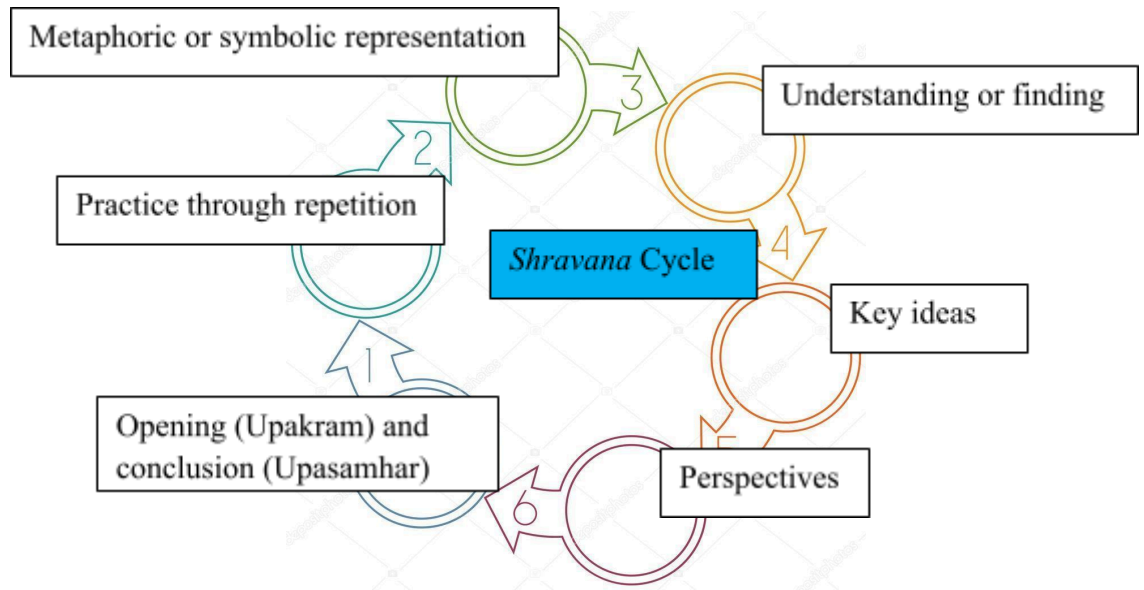 Metaphoric or symbolic representation
3
Understanding or finding
2
Practice through repetition
4
Shravana Cycle
Key ideas
1
Opening (Upakram) and
conclusion (Upasamhar)
5
Perspectives
6